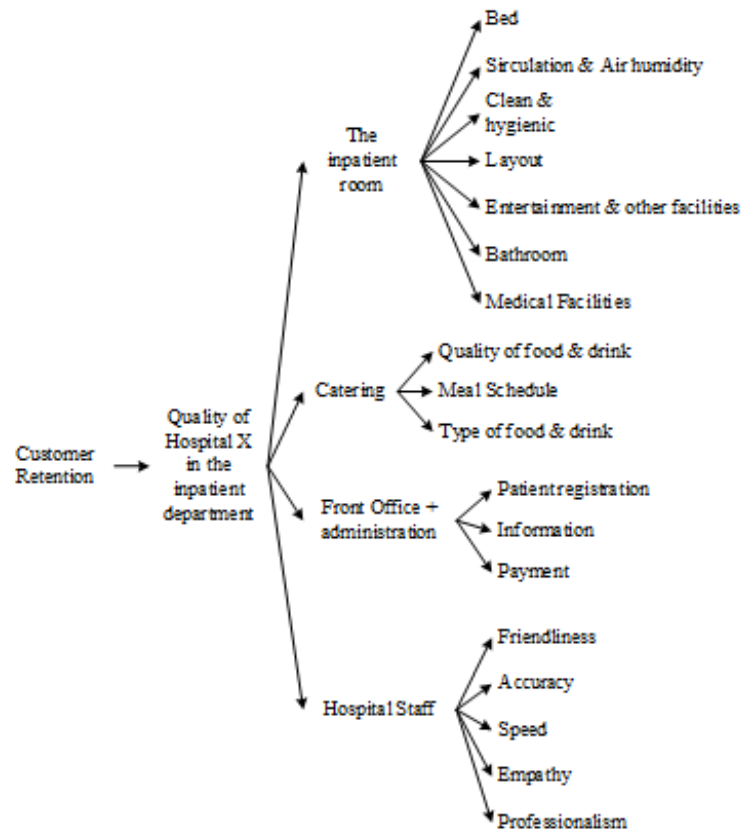 Customer
Retention
Quality of
Hospital X
in the
inpatient
department
The
inpatient
room
Bed
Sirculation & Air humidity
Clean &
hygienic
Layout
Entertainment & other facilities
Bathroom
Medical Facilities
Catering
Quality of food & drink
Meal Schedule
Type of food & drink
Front Office +
administration
Patient registration
Information
Payment
Hospital Staff
Friendliness
Accuracy
Speed
Empathy
Professionalism